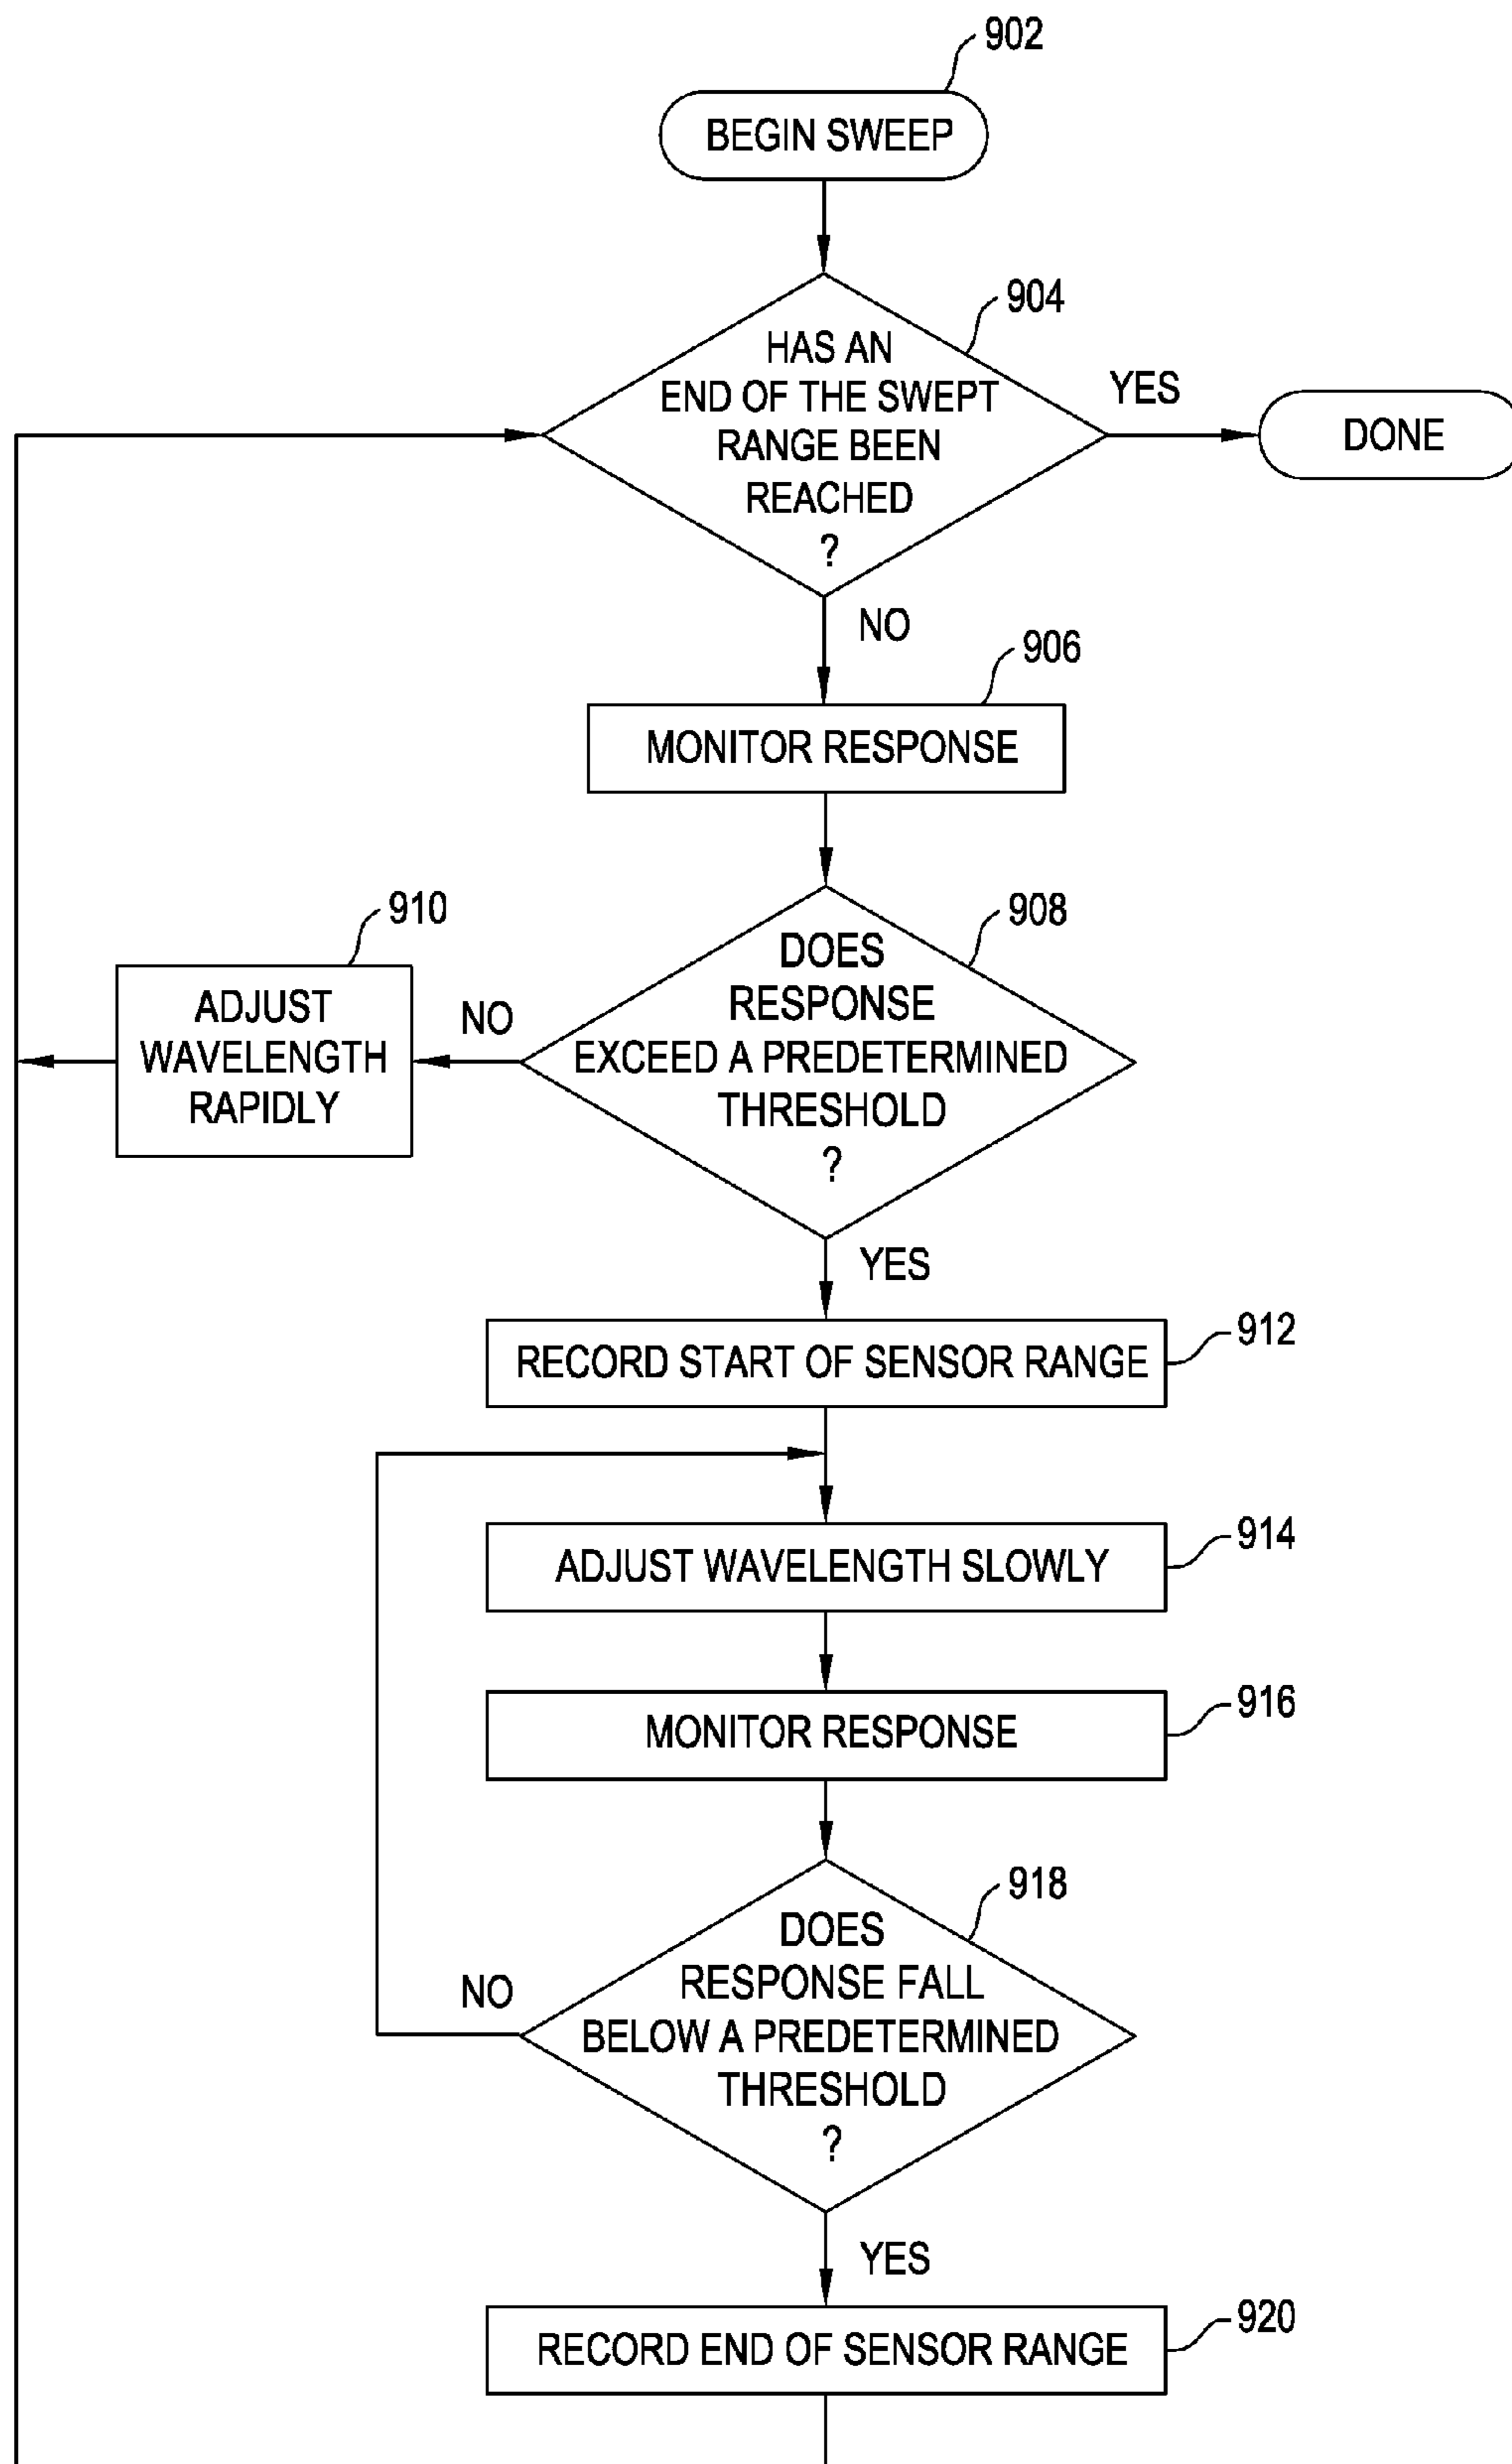 902
BEGIN SWEEP
904
HAS AN
END OF THE SWEPT
RANGE BEEN
REACHED
?
YES
DONE
NO
906
MONITOR RESPONSE
908
DOES
RESPONSE
EXCEED A PREDETERMINED
THRESHOLD
?
NO
910
ADJUST
WAVELENGTH
RAPIDLY
YES
RECORD START OF SENSOR RANGE
912
ADJUST WAVELENGTH SLOWLY
914
MONITOR RESPONSE
916
918
DOES
RESPONSE FALL
BELOW A PREDETERMINED
THRESHOLD
?
NO
YES
RECORD END OF SENSOR RANGE
920